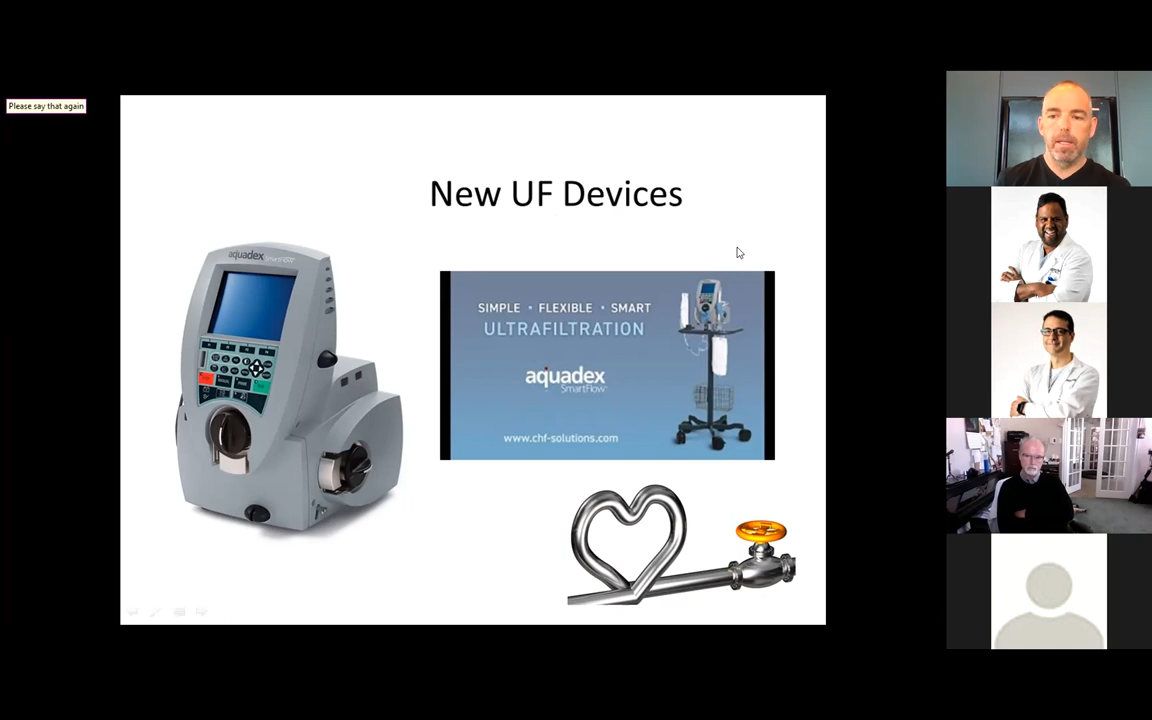 Please say that again
New UF Devices
aquadex
SIMPLE • FLEXIBLE • SMART
ULTRAFILTRATION
aquadex
SmartFlow
www.chf-solutions.com